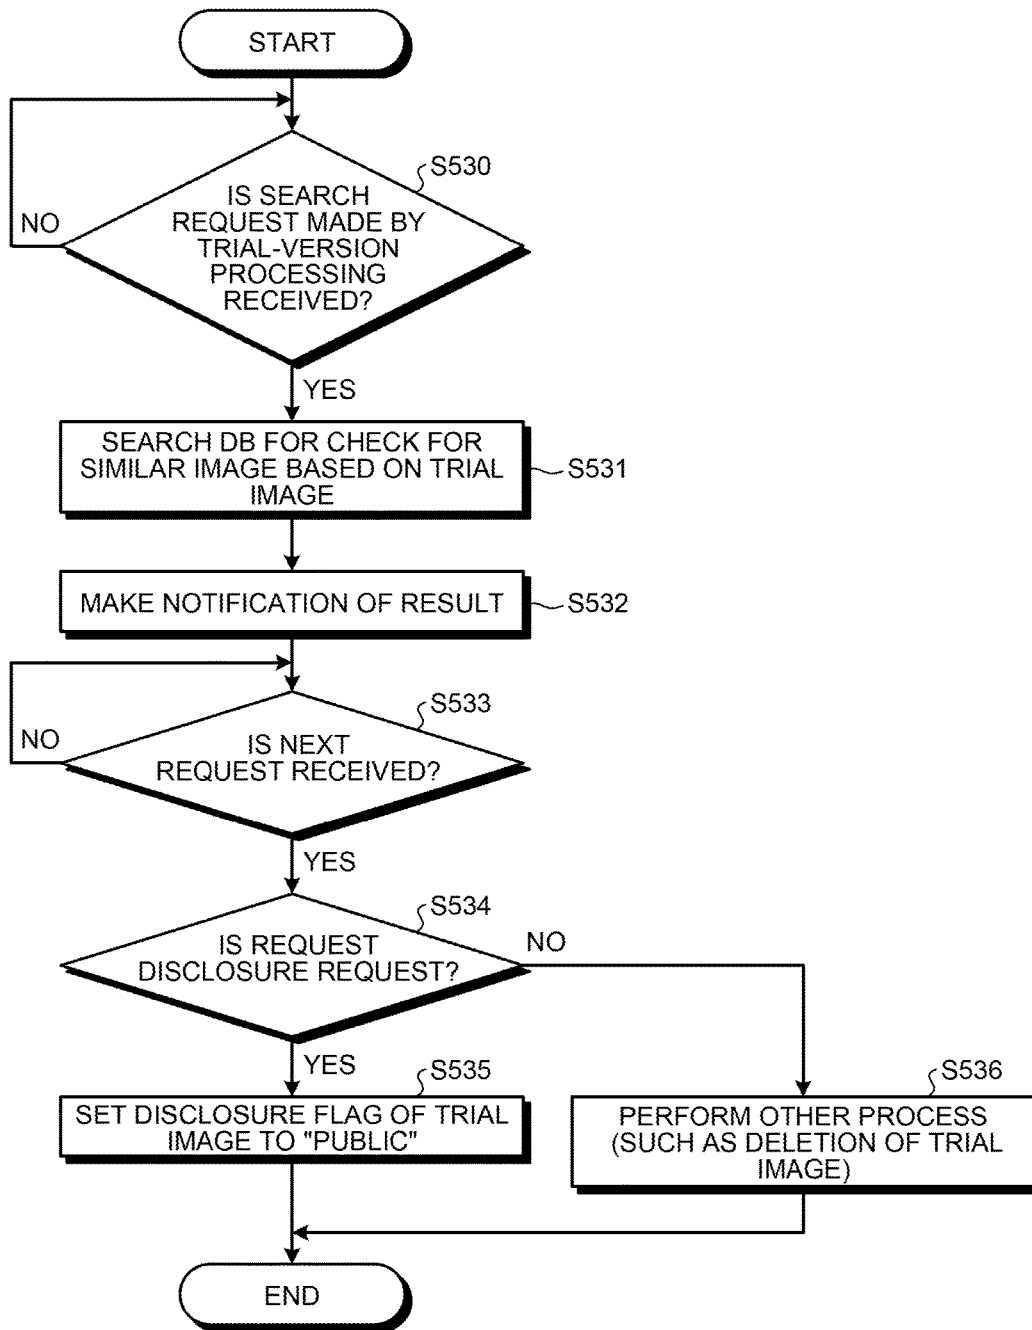 START
S530
IS SEARCH
REQUEST MADE BY
TRIAL-VERSION
PROCESSING
RECEIVED?
NO
YES
SEARCH DB FOR CHECK FOR
SIMILAR IMAGE BASED ON TRIAL
IMAGE
S531
MAKE NOTIFICATION OF RESULT
S532
S533
IS NEXT
REQUEST RECEIVED?
NO
YES
S534
IS REQUEST
DISCLOSURE REQUEST?
NO
YES
S535
SET DISCLOSURE FLAG OF TRIAL
IMAGE TO "PUBLIC"
S536
PERFORM OTHER PROCESS
(SUCH AS DELETION OF TRIAL
IMAGE)
END